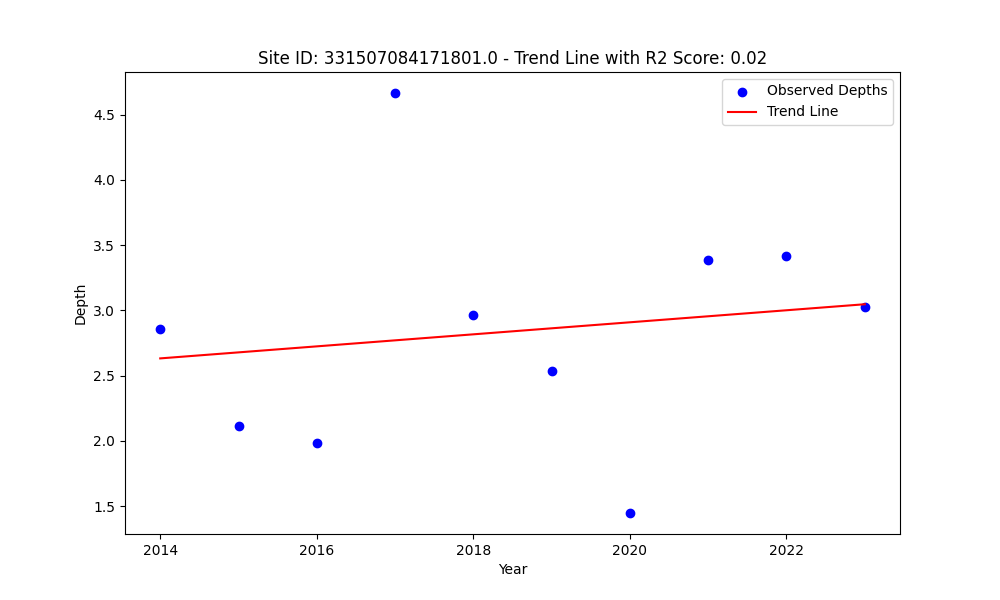 Site ID: 331507084171801.0 - Trend Line with R2 Score: 0.02
Observed Depths
Trend Line
4.5
4.0
3.5
3.0
2.5
2.0
1.5
Depth
2014
2016
2018
2020
2022
Year